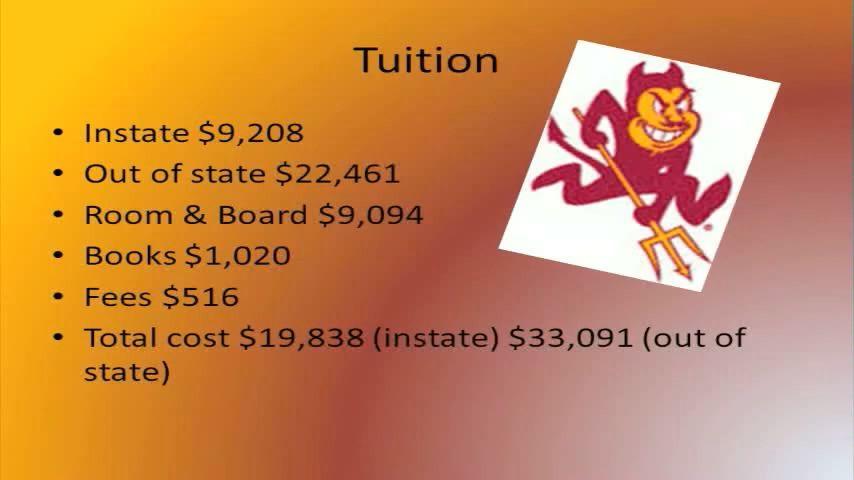 Tuition
• Instate $9,208
• Out of state $22,461
• Room & Board $9,094
• Books $1,020
• Fees $516
• Total cost $19,838 (instate) $33,091 (out of
state)